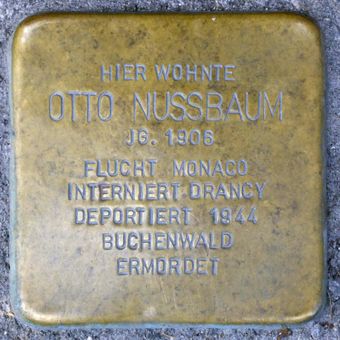 HIER WOHNTE
OTTO NUSSBAUM
JG. 1906
FLUCHT MONACO
INTERNIERT DRANCY
DEPORTIERT 1944
BUCHENWALD
ERMORDET